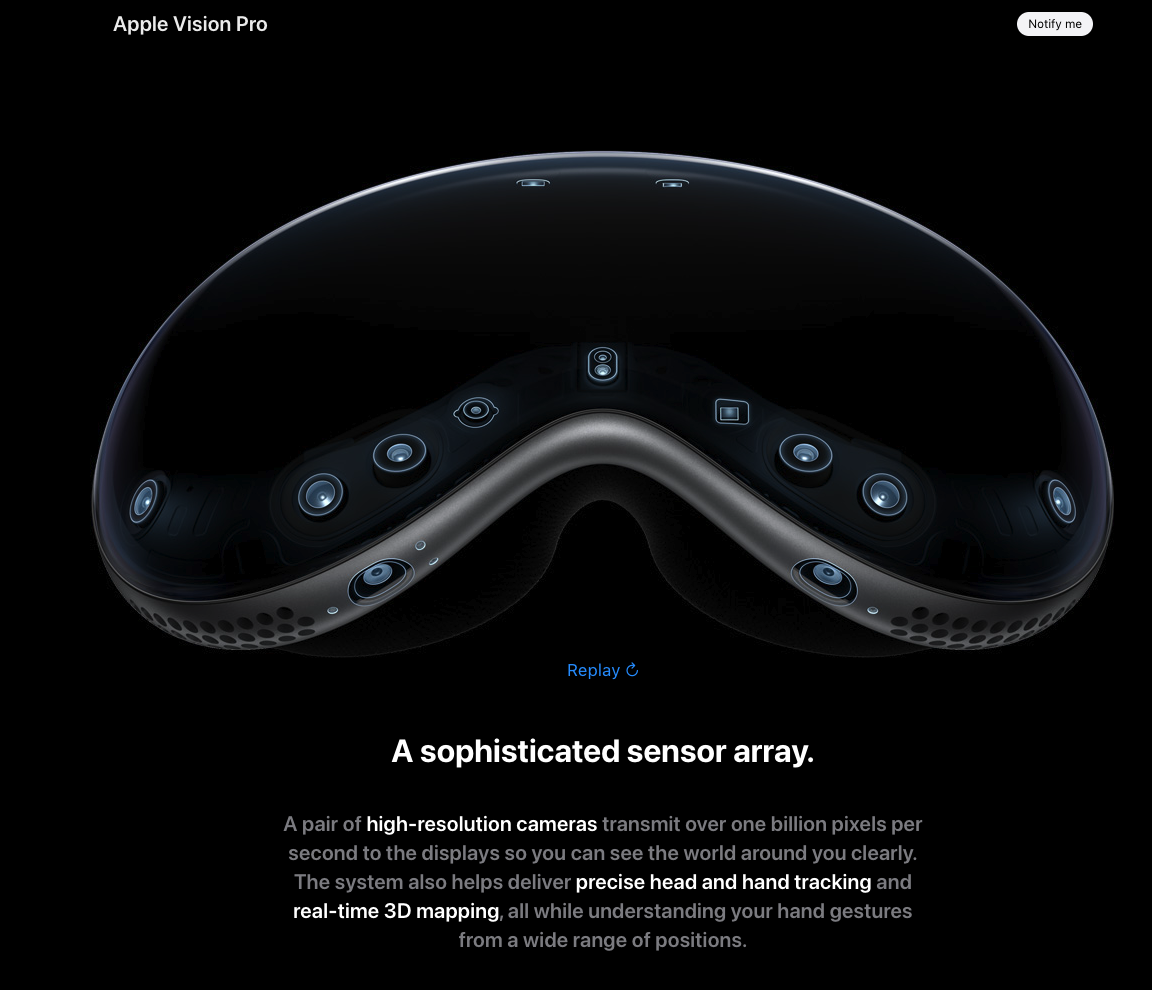 Apple Vision Pro
Notify me
Replay
A sophisticated sensor array.
A pair of high-resolution cameras transmit over one billion pixels per
second to the displays so you can see the world around you clearly.
The system also helps deliver precise head and hand tracking and
real-time 3D mapping, all while understanding your hand gestures
from a wide range of positions.